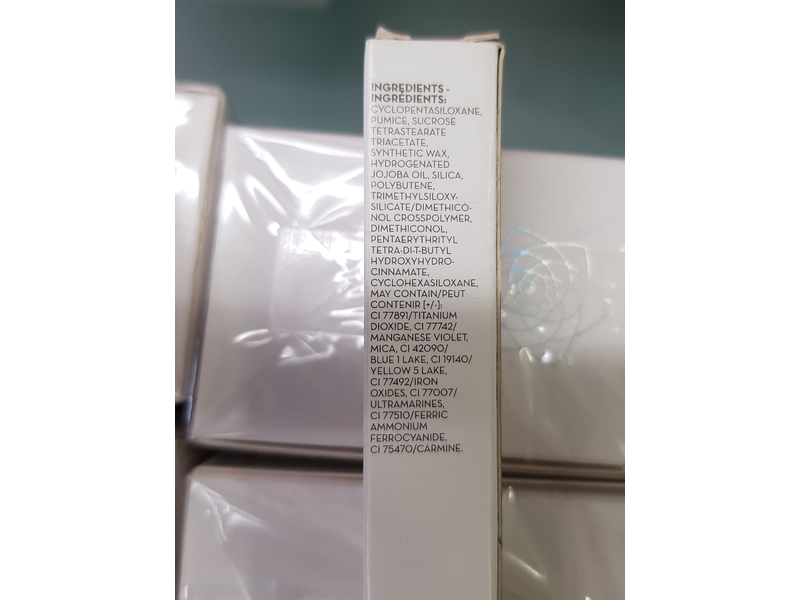 INGREDIENTS -
INGRÉDIENTS:
CYCLOPENTASILOXANE,
PUMICE, SUCROSE
TETRASTEARATE
TRIACETATE,
SYNTHETIC WAX,
HYDROGENATED
JOJOBA OIL, SILICA,
POLYBUTENE,
TRIMETHYLSILOXY-
SILICATE/DIMETHICO-
NOL CROSSPOLYMER,
DIMETHICONOL,
PENTAERYTHRITYL
TETRA-DI-T-BUTYL
HYDROXYHYDRO-
CINNAMATE,
CYCLOHEXASILOXANE,
MAY CONTAIN/PEUT
CONTENIR [+/-]:
CI 77891/TITANIUM
DIOXIDE, CI 77742/
MANGANESE VIOLET,
MICA, CI 42090/
BLUE 1 LAKE, CI 19140/
YELLOW 5 LAKE,
CI 77492/IRON
OXIDES, CI 77007/
ULTRAMARINES,
CI 77510/FERRIC
AMMONIUM
FERROCYANIDE,
CI 75470/CARMINE.